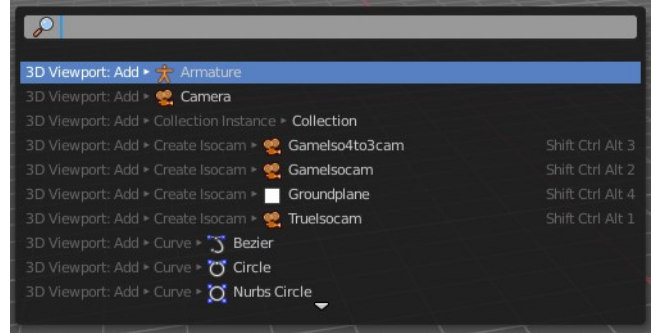 3D Viewport: Add ▸ Armature
3D Viewport: Add ▸ Camera
3D Viewport: Add ▸ Collection Instance ▸ Collection
3D Viewport: Add ▸ Create Isocam ▸ GameIso4to3cam Shift Ctrl Alt 3
3D Viewport: Add ▸ Create Isocam ▸ GameIsocam Shift Ctrl Alt 2
3D Viewport: Add ▸ Create Isocam ▸ Groundplane Shift Ctrl Alt 4
3D Viewport: Add ▸ Create Isocam ▸ TrueIsocam Shift Ctrl Alt 1
3D Viewport: Add ▸ Curve ▸ Bezier
3D Viewport: Add ▸ Curve ▸ Circle
3D Viewport: Add ▸ Curve ▸ Nurbs Circle